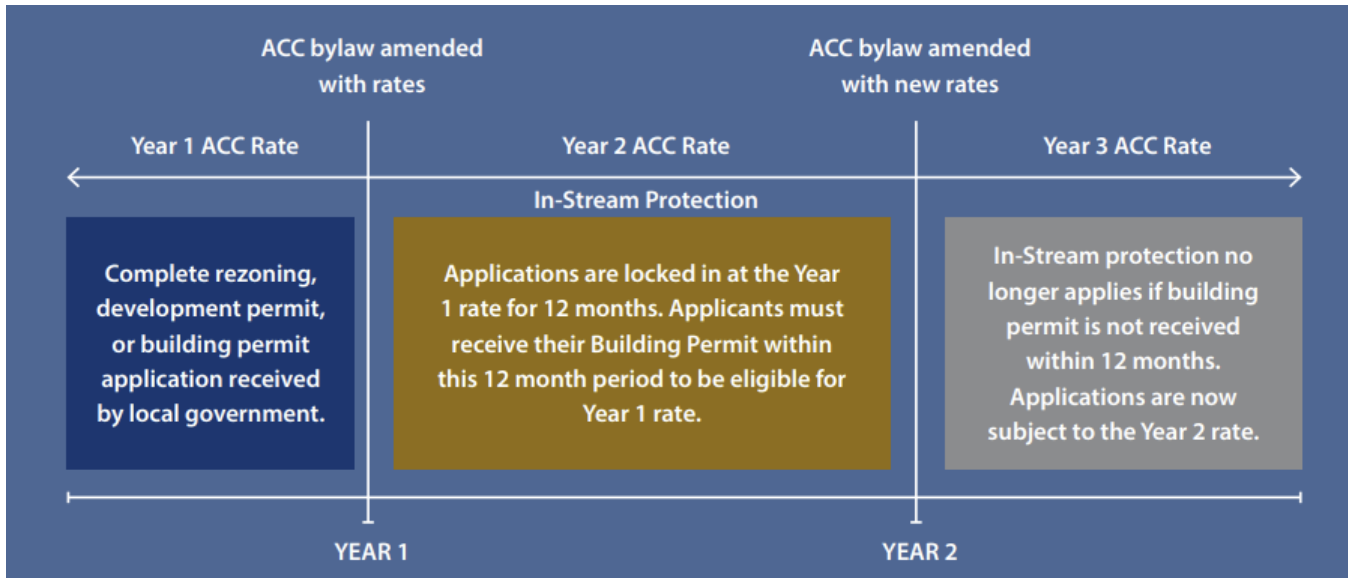 ACC bylaw amended
with rates
ACC bylaw amended
with new rates
Year 1 ACC Rate
Year 2 ACC Rate
Year 3 ACC Rate
In-Stream Protection
Complete rezoning,
development permit,
or building permit
application received
by local government.
Applications are locked in at the Year
1 rate for 12 months. Applicants must
receive their Building Permit within
this 12 month period to be eligible for
Year 1 rate.
In-Stream protection no
longer applies if building
permit is not received
within 12 months.
Applications are now
subject to the Year 2 rate.
YEAR 1
YEAR 2